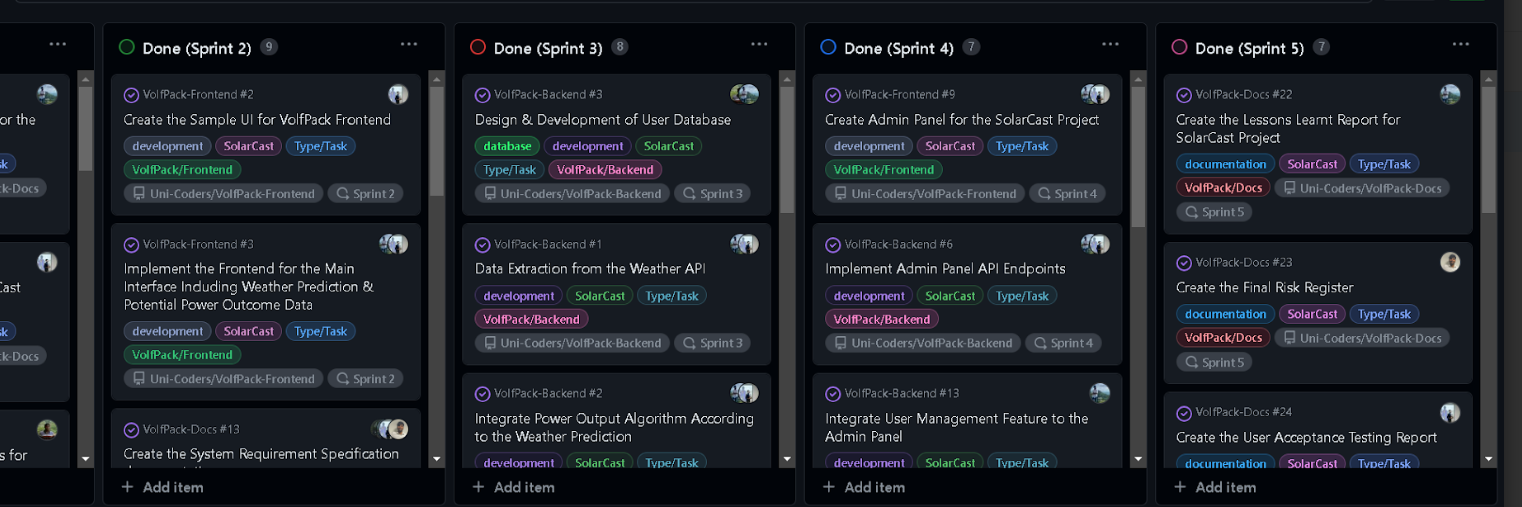 or the
sk
ck-Docs
Cast
sk
ck-Docs
s for
Done (Sprint 2) 9
VolfPack-Frontend #2
Create the Sample UI for VolfPack Frontend
development SolarCast Type/Task
VolfPack/Frontend
Uni-Coders/VolfPack-Frontend Sprint 2
VolfPack-Frontend #3
Implement the Frontend for the Main
Interface Including Weather Prediction &
Potential Power Outcome Data
development SolarCast Type/Task
VolfPack/Frontend
Uni-Coders/VolfPack-Frontend Sprint 2
VolfPack-Docs #13
Create the System Requirement Specification
+ Add item
Done (Sprint 3) 8
VolfPack-Backend #3
Design & Development of User Database
database development SolarCast
Type/Task VolfPack/Backend
Uni-Coders/VolfPack-Backend Sprint 3
VolfPack-Backend #1
Data Extraction from the Weather API
development SolarCast Type/Task
VolfPack/Backend
Uni-Coders/VolfPack-Backend Sprint 3
VolfPack-Backend #2
Integrate Power Output Algorithm According
to the Weather Prediction
development SolarCast Type/Task
+ Add item
Done (Sprint 4) 7
VolfPack-Frontend #9
Create Admin Panel for the SolarCast Project
development SolarCast Type/Task
VolfPack/Frontend
Uni-Coders/VolfPack-Frontend Sprint 4
VolfPack-Backend #6
Implement Admin Panel API Endpoints
development SolarCast Type/Task
VolfPack/Backend
Uni-Coders/VolfPack-Backend Sprint 4
VolfPack-Backend #13
Integrate User Management Feature to the
Admin Panel
development SolarCast Type/Task
+ Add item
Done (Sprint 5) 7
VolfPack-Docs #22
Create the Lessons Learnt Report for
SolarCast Project
documentation SolarCast Type/Task
VolfPack/Docs Uni-Coders/VolfPack-Docs
Sprint 5
VolfPack-Docs #23
Create the Final Risk Register
documentation SolarCast Type/Task
VolfPack/Docs Uni-Coders/VolfPack-Docs
Sprint 5
VolfPack-Docs #24
Create the User Acceptance Testing Report
documentation SolarCast Type/Task
+ Add item